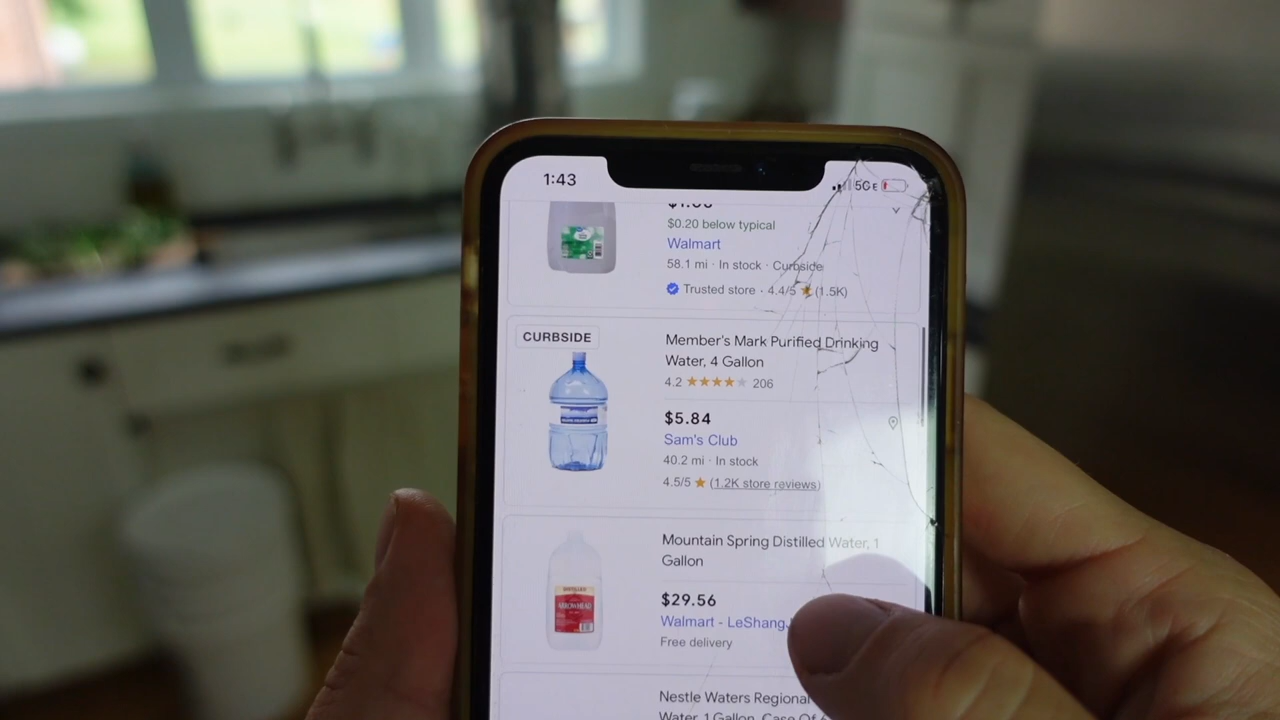 1:43
5GE
$0.20 below typical
Walmart
58.1 mi · In stock · Curbside
Trusted store · 4.4/5 ★ (1.5K)
CURBSIDE
Member's Mark Purified Drinking
Water, 4 Gallon
4.2 ★★★★★ 206
$5.84
Sam's Club
40.2 mi · In stock
4.5/5 ★ (1.2K store reviews)
Mountain Spring Distilled Water, 1
Gallon
ARROWHEAD
$29.56
Walmart - LeShang
Free delivery
Nestle Waters Regional
Water, 1 Gallon, Case Of